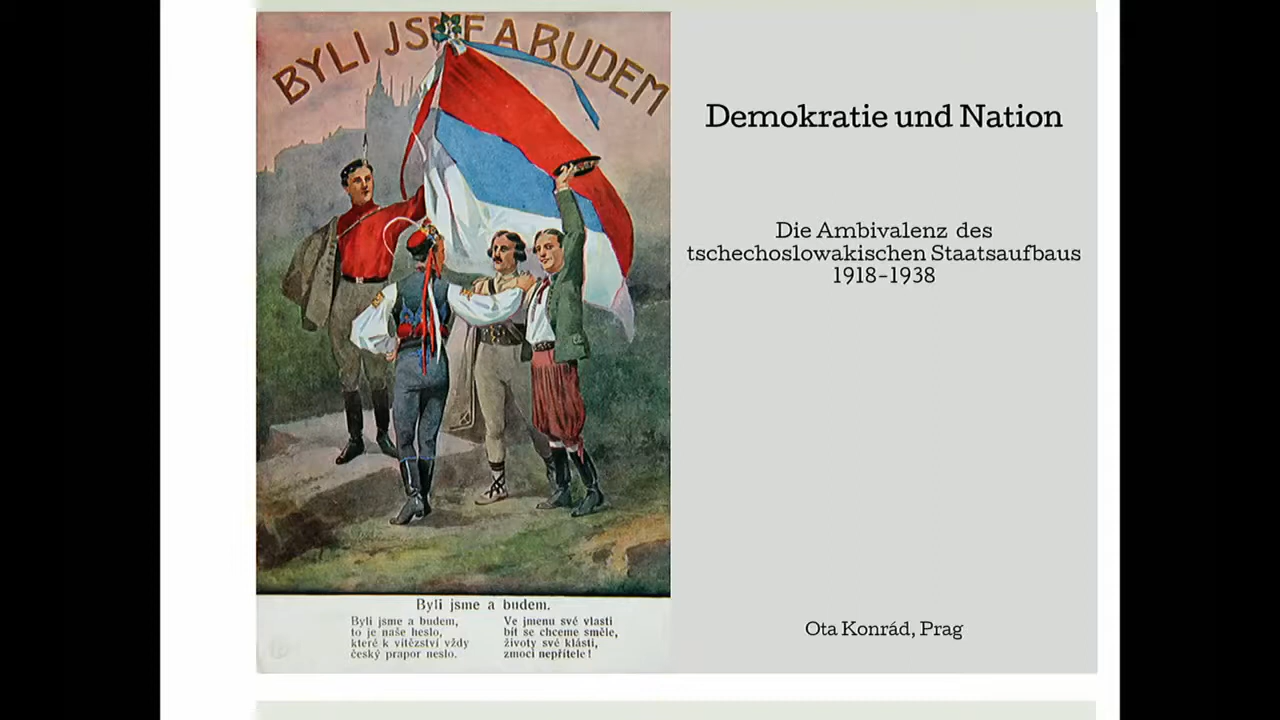 BYLI JSME A BUDEM
Byli jsme a budem.
Byli jsme a budem,
to je naše heslo,
které k vítězství vždy
český prapor neslo.
Ve jmenu své vlasti
bít se chceme směle,
životy své klásti,
zmoci nepřítele!
Demokratie und Nation
Die Ambivalenz des
tschechoslowakischen Staatsaufbaus
1918-1938
Ota Konrád, Prag